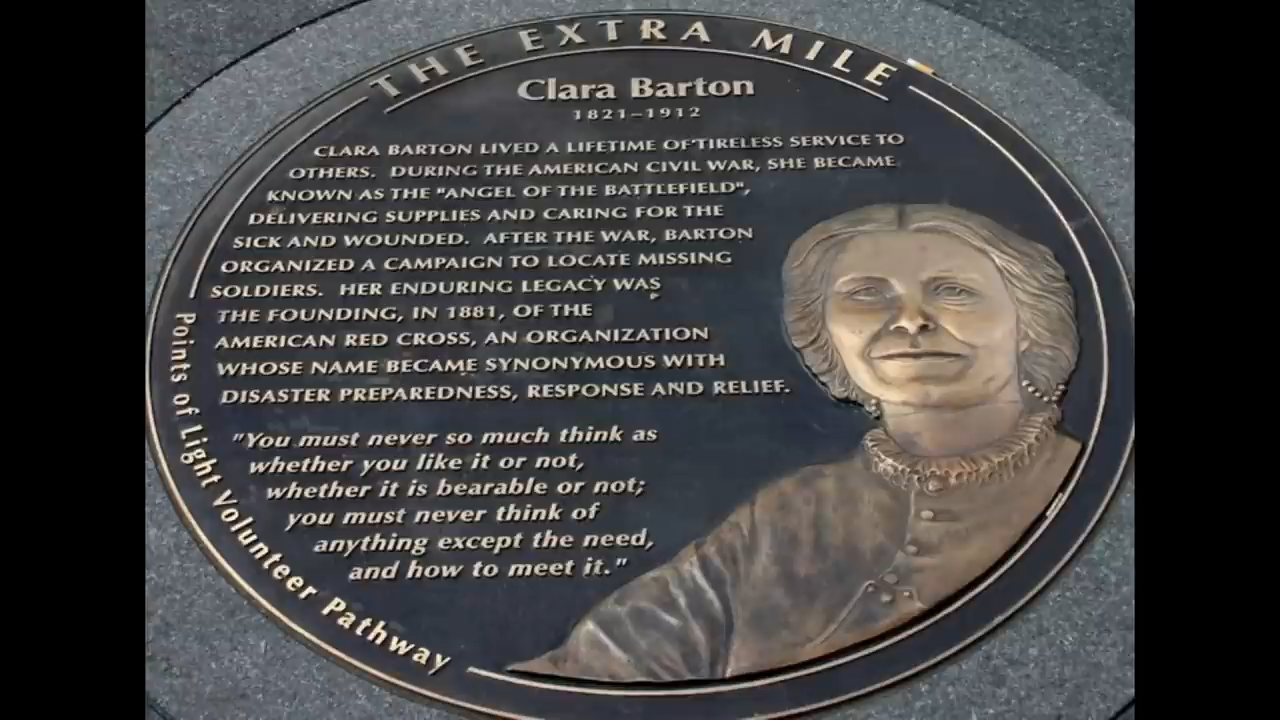 THE EXTRA MILE
Clara Barton
1821-1912
CLARA BARTON LIVED A LIFETIME OF TIRELESS SERVICE TO
OTHERS. DURING THE AMERICAN CIVIL WAR, SHE BECAME
KNOWN AS THE "ANGEL OF THE BATTLEFIELD",
DELIVERING SUPPLIES AND CARING FOR THE
SICK AND WOUNDED. AFTER THE WAR, BARTON
ORGANIZED A CAMPAIGN TO LOCATE MISSING
SOLDIERS. HER ENDURING LEGACY WAS
THE FOUNDING, IN 1881, OF THE
AMERICAN RED CROSS, AN ORGANIZATION
WHOSE NAME BECAME SYNONYMOUS WITH
DISASTER PREPAREDNESS, RESPONSE AND RELIEF.
"You must never so much think as
whether you like it or not,
whether it is bearable or not;
you must never think of
anything except the need,
and how to meet it."
Points of Light Volunteer Pathway